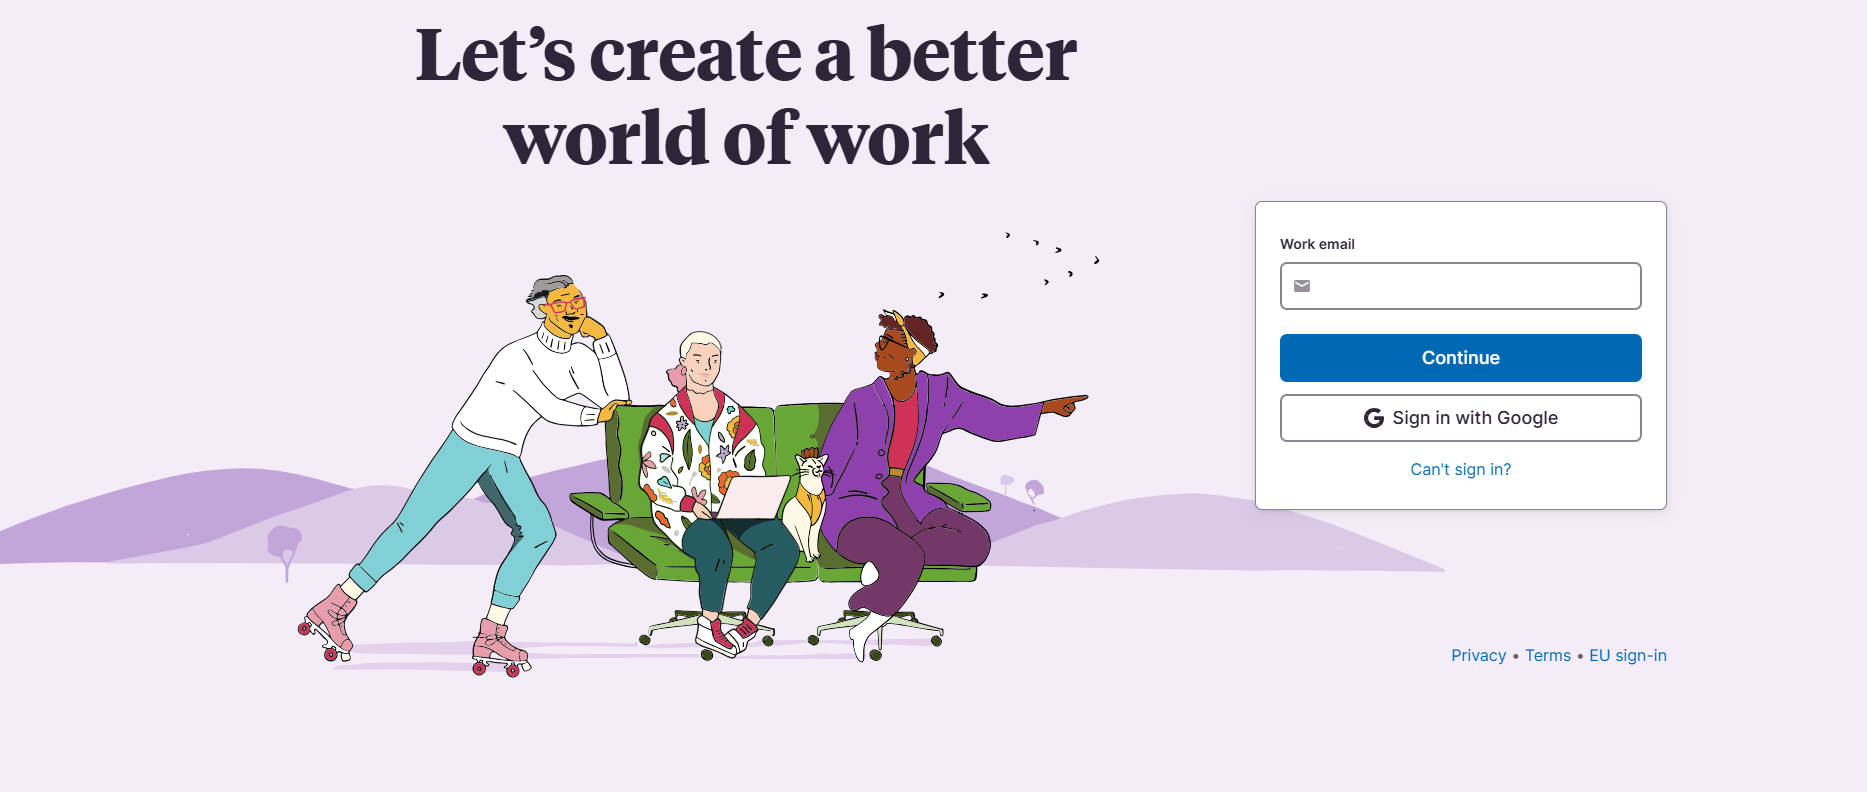 Let’s create a better
world of work
Work email
Continue
Sign in with Google
Can't sign in?
Privacy • Terms • EU sign-in